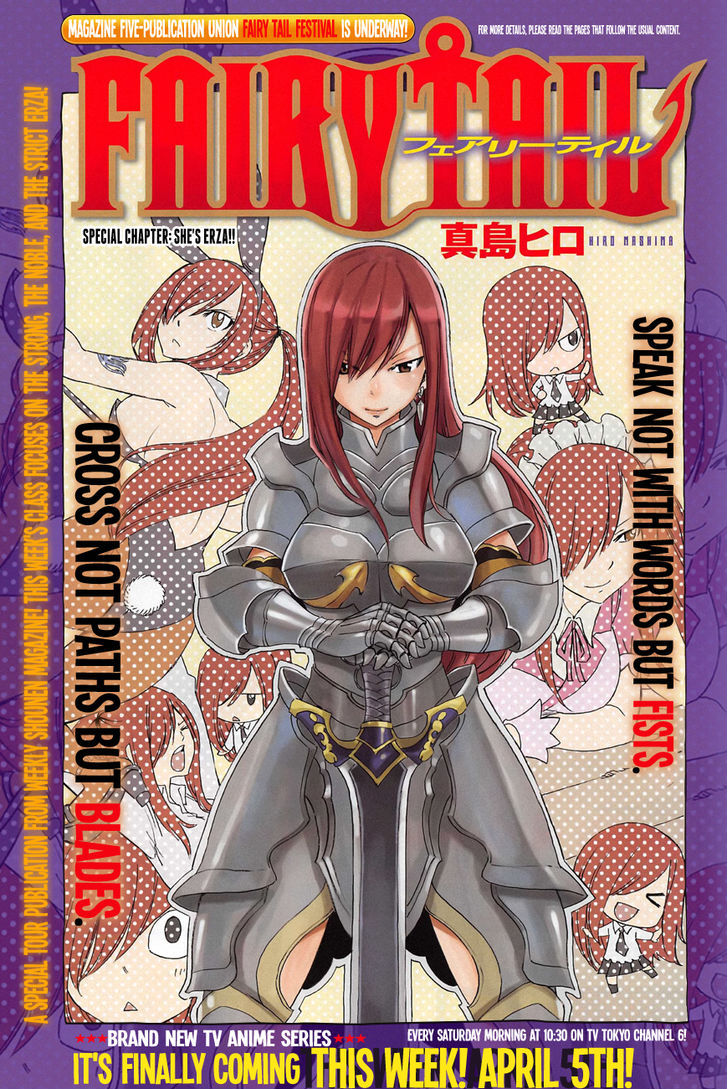 MAGAZINE FIVE-PUBLICATION UNION FAIRY TAIL FESTIVAL IS UNDERWAY!
FOR MORE DETAILS, PLEASE READ THE PAGES THAT FOLLOW THE USUAL CONTENT.
FAIRY TAIL
フェアリーテイル
SPECIAL CHAPTER: SHE'S ERZA!!
真島ヒロ HIRO MASHIMA
SPEAK NOT WITH WORDS BUT FISTS.
CROSS NOT PATHS BUT BLADES.
A SPECIAL TOUR PUBLICATION FROM WEEKLY SHOUNEN MAGAZINE! THIS WEEK'S CLASS FOCUSES ON THE STRONG, THE NOBLE, AND THE STRICT ERZA!
★★★BRAND NEW TV ANIME SERIES★★★
EVERY SATURDAY MORNING AT 10:30 ON TV TOKYO CHANNEL 6!
IT'S FINALLY COMING THIS WEEK! APRIL 5TH!